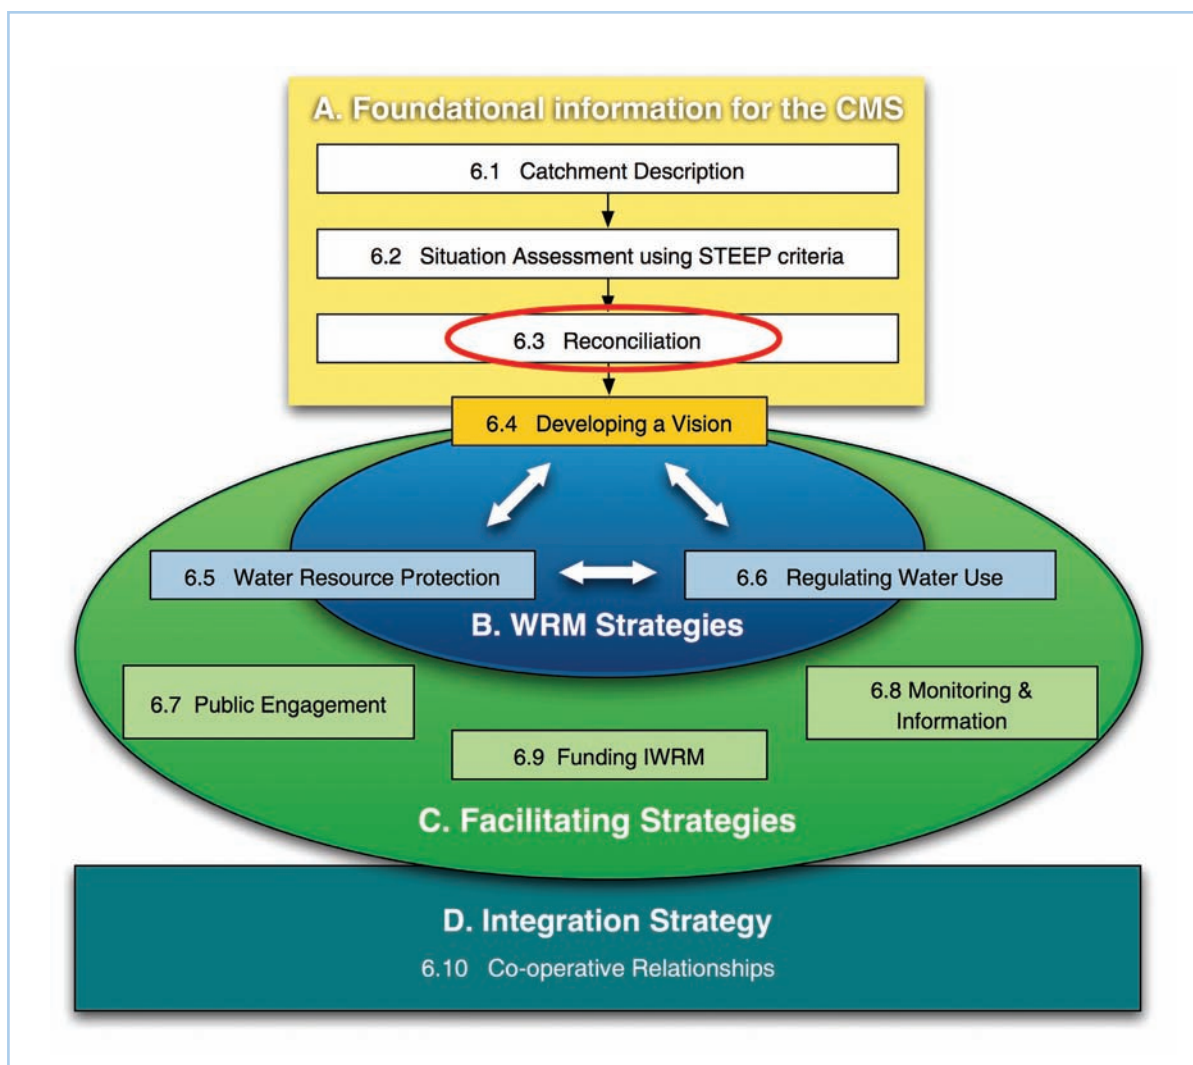 A. Foundational information for the CMS
6.1 Catchment Description
6.2 Situation Assessment using STEEP criteria
6.3 Reconciliation
6.4 Developing a Vision
6.5 Water Resource Protection
6.6 Regulating Water Use
B. WRM Strategies
6.7 Public Engagement
6.8 Monitoring &
Information
6.9 Funding IWRM
C. Facilitating Strategies
D. Integration Strategy
6.10 Co-operative Relationships